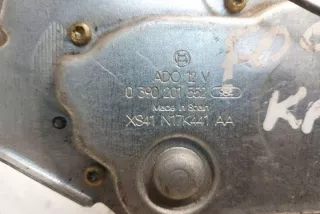 ADO 12 V
0 390 201 552
Made in Spain
XS41 N17K441 AA